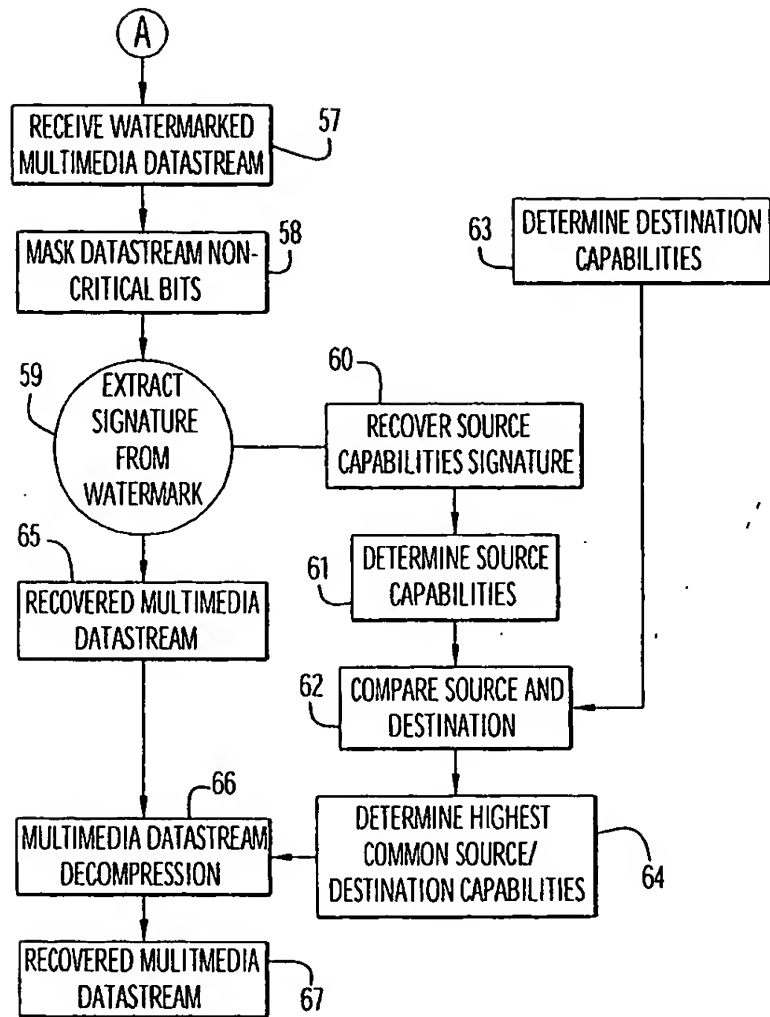 A
RECEIVE WATERMARKED
MULTIMEDIA DATASTREAM
57
MASK DATASTREAM NON-
CRITICAL BITS
58
63
DETERMINE DESTINATION
CAPABILITIES
59
EXTRACT
SIGNATURE
FROM
WATERMARK
60
RECOVER SOURCE
CAPABILITIES SIGNATURE
61
DETERMINE SOURCE
CAPABILITIES
65
RECOVERED MULTIMEDIA
DATASTREAM
62
COMPARE SOURCE AND
DESTINATION
66
MULTIMEDIA DATASTREAM
DECOMPRESSION
DETERMINE HIGHEST
COMMON SOURCE/
DESTINATION CAPABILITIES
64
RECOVERED MULITMEDIA
DATASTREAM
67